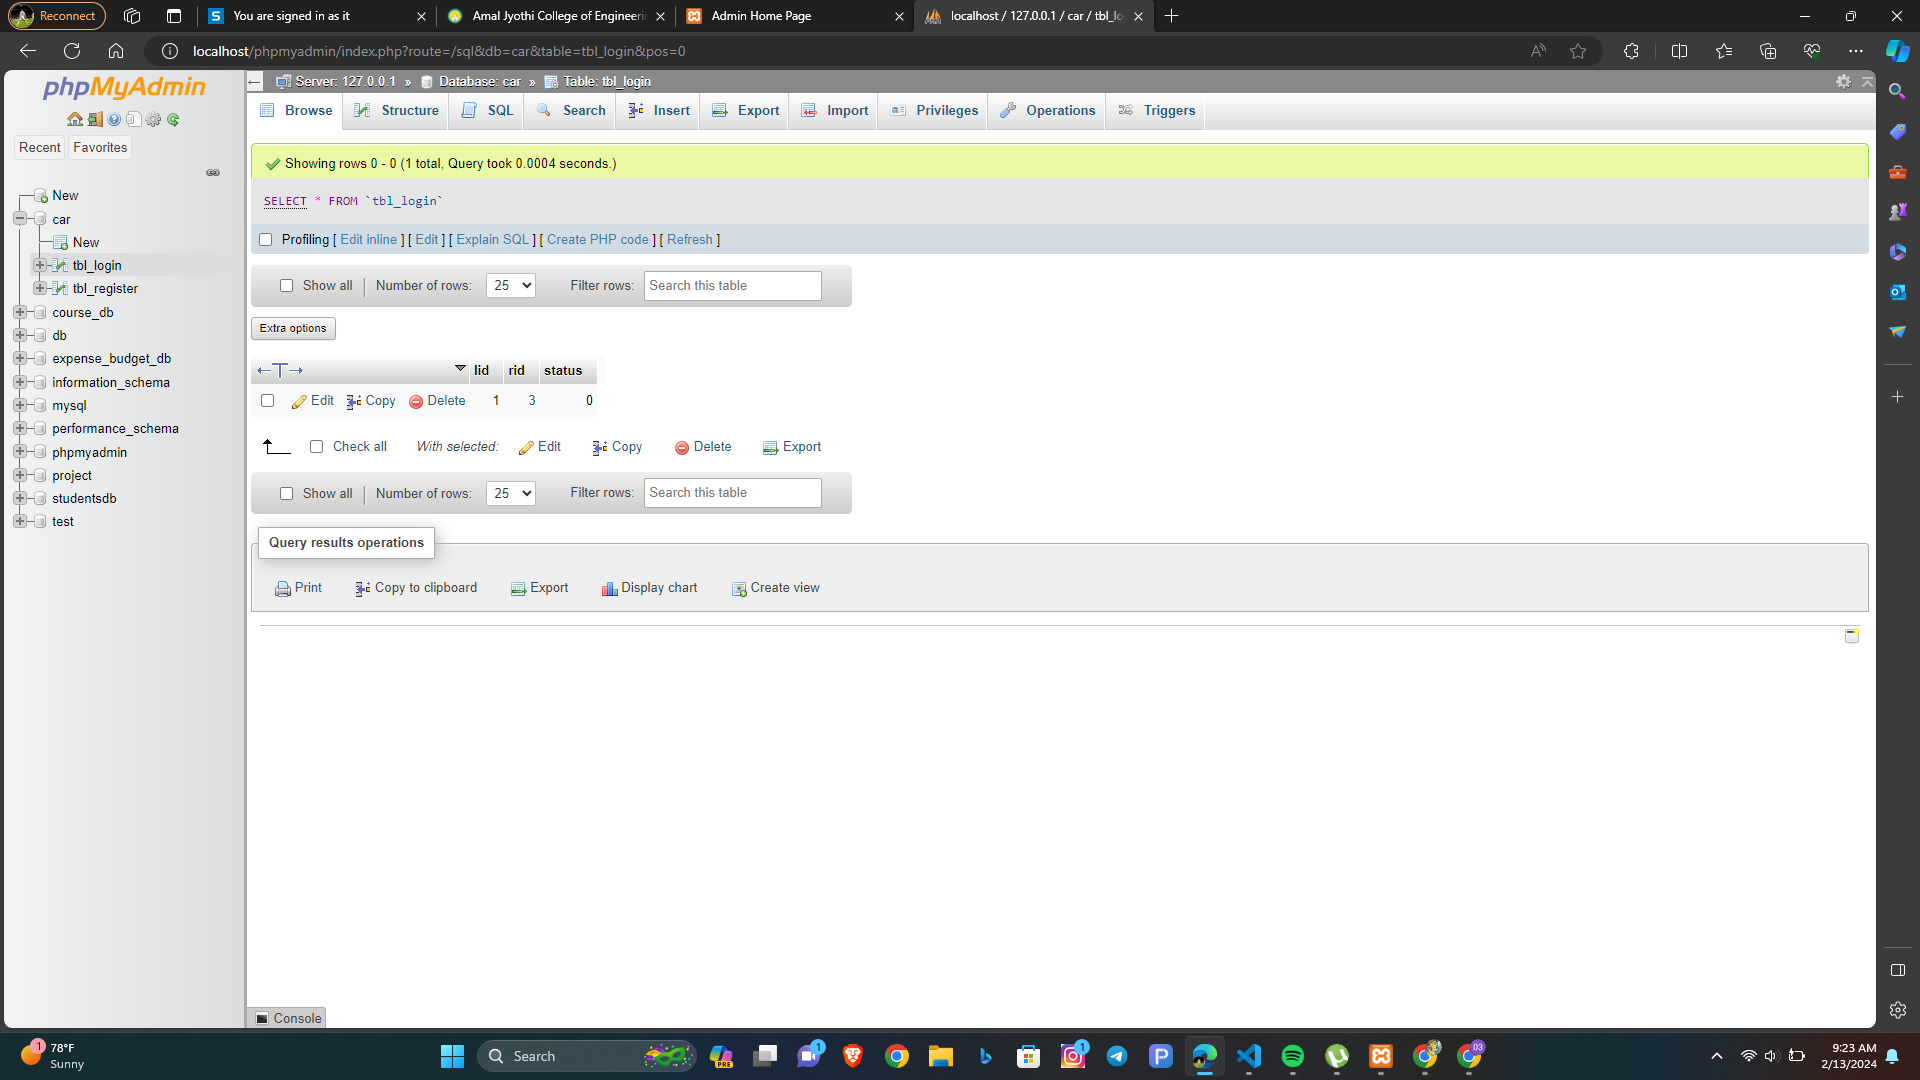 Reconnect
You are signed in as it
Amal Jyothi College of Engineerin
Admin Home Page
localhost / 127.0.0.1 / car / tbl_lo
localhost/phpmyadmin/index.php?route=/sql&db=car&table=tbl_login&pos=0
phpMyAdmin
Recent
Favorites
New
car
New
tbl_login
tbl_register
course_db
db
expense_budget_db
information_schema
mysql
performance_schema
phpmyadmin
project
studentsdb
test
Server: 127.0.0.1 » Database: car » Table: tbl_login
Browse Structure SQL Search Insert Export Import Privileges Operations Triggers
Showing rows 0 - 0 (1 total, Query took 0.0004 seconds.)
SELECT * FROM `tbl_login`
Profiling [ Edit inline ] [ Edit ] [ Explain SQL ] [ Create PHP code ] [ Refresh ]
Show all | Number of rows: 25 Filter rows: Search this table
Extra options
←T→ lid rid status
Edit Copy Delete 1 3 0
Check all With selected: Edit Copy Delete Export
Show all | Number of rows: 25 Filter rows: Search this table
Query results operations
Print Copy to clipboard Export Display chart Create view
Console
1
78°F
Sunny
Search
PRE
1
1
03
9:23 AM
2/13/2024